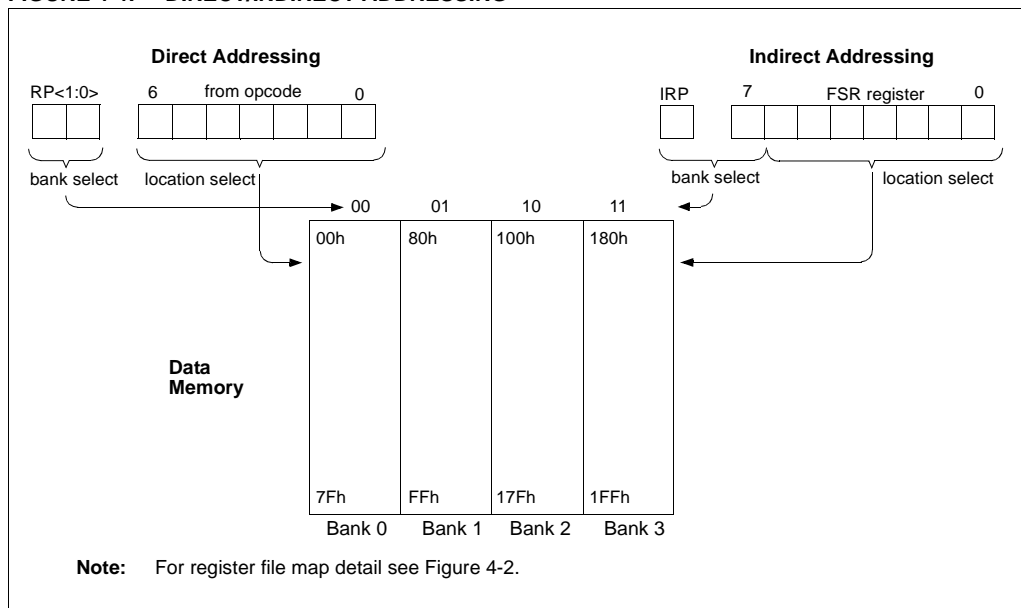 Direct Addressing
Indirect Addressing
RP<1:0> 6 from opcode 0
IRP 7 FSR register 0
bank select location select
bank select location select
00 01 10 11
00h 80h 100h 180h
Data
Memory
7Fh FFh 17Fh 1FFh
Bank 0 Bank 1 Bank 2 Bank 3
Note: For register file map detail see Figure 4-2.